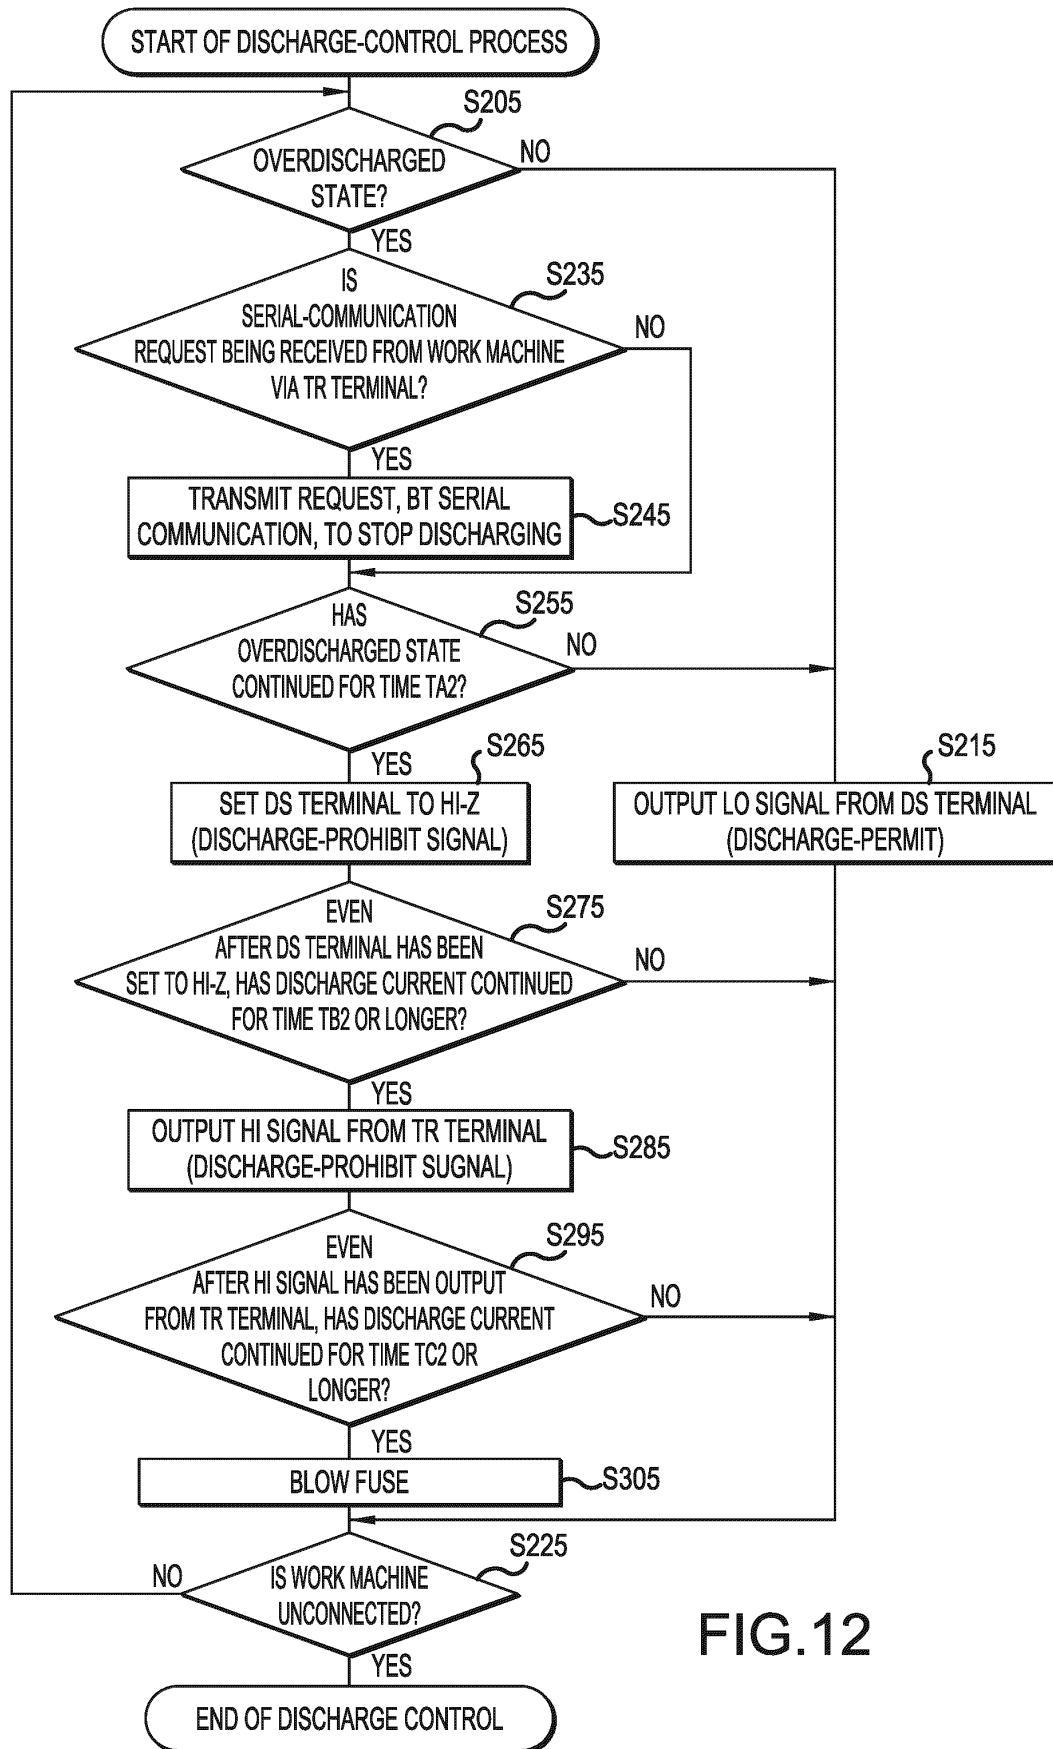 START OF DISCHARGE-CONTROL PROCESS
S205
OVERDISCHARGED
STATE?
NO
YES
S235
IS
SERIAL-COMMUNICATION
REQUEST BEING RECEIVED FROM WORK MACHINE
VIA TR TERMINAL?
NO
YES
TRANSMIT REQUEST, BT SERIAL
COMMUNICATION, TO STOP DISCHARGING
S245
S255
HAS
OVERDISCHARGED STATE
CONTINUED FOR TIME TA2?
NO
YES
S265
SET DS TERMINAL TO HI-Z
(DISCHARGE-PROHIBIT SIGNAL)
S215
OUTPUT LO SIGNAL FROM DS TERMINAL
(DISCHARGE-PERMIT)
S275
EVEN
AFTER DS TERMINAL HAS BEEN
SET TO HI-Z, HAS DISCHARGE CURRENT CONTINUED
FOR TIME TB2 OR LONGER?
NO
YES
OUTPUT HI SIGNAL FROM TR TERMINAL
(DISCHARGE-PROHIBIT SUGNAL)
S285
S295
EVEN
AFTER HI SIGNAL HAS BEEN OUTPUT
FROM TR TERMINAL, HAS DISCHARGE CURRENT
CONTINUED FOR TIME TC2 OR
LONGER?
NO
YES
BLOW FUSE
S305
S225
IS WORK MACHINE
UNCONNECTED?
NO
YES
END OF DISCHARGE CONTROL
FIG.12